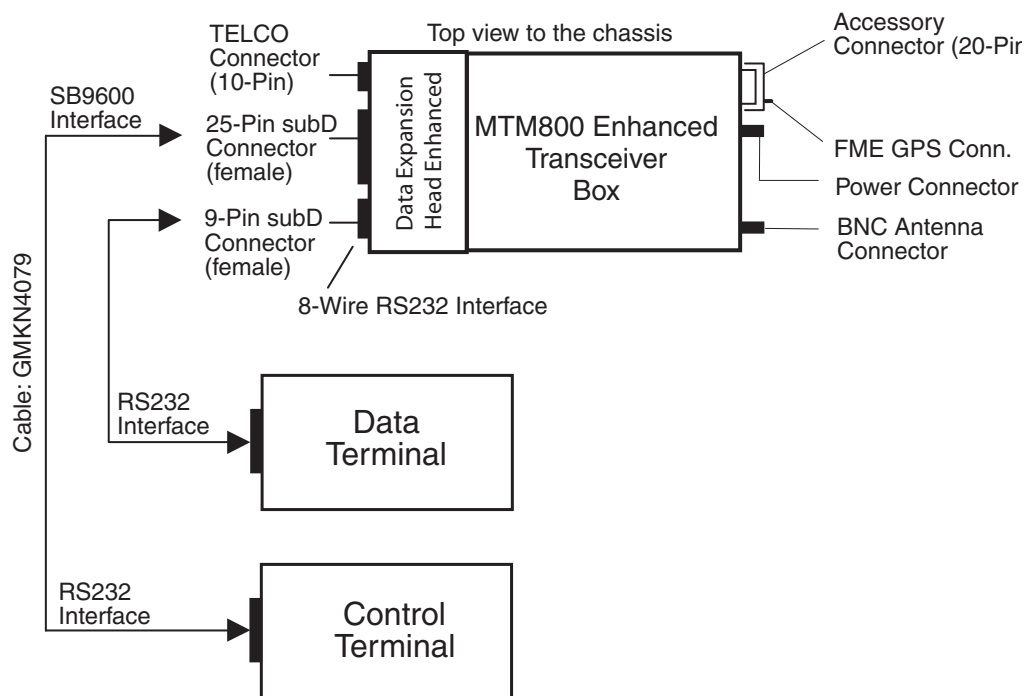 TELCO
Connector
(10-Pin)
Top view to the chassis
Accessory
Connector (20-Pin
SB9600
Interface
25-Pin subD
Connector
(female)
9-Pin subD
Connector
(female)
Data Expansion
Head Enhanced
MTM800 Enhanced
Transceiver
Box
FME GPS Conn.
Power Connector
BNC Antenna
Connector
8-Wire RS232 Interface
Cable: GMKN4079
RS232
Interface
Data
Terminal
RS232
Interface
Control
Terminal